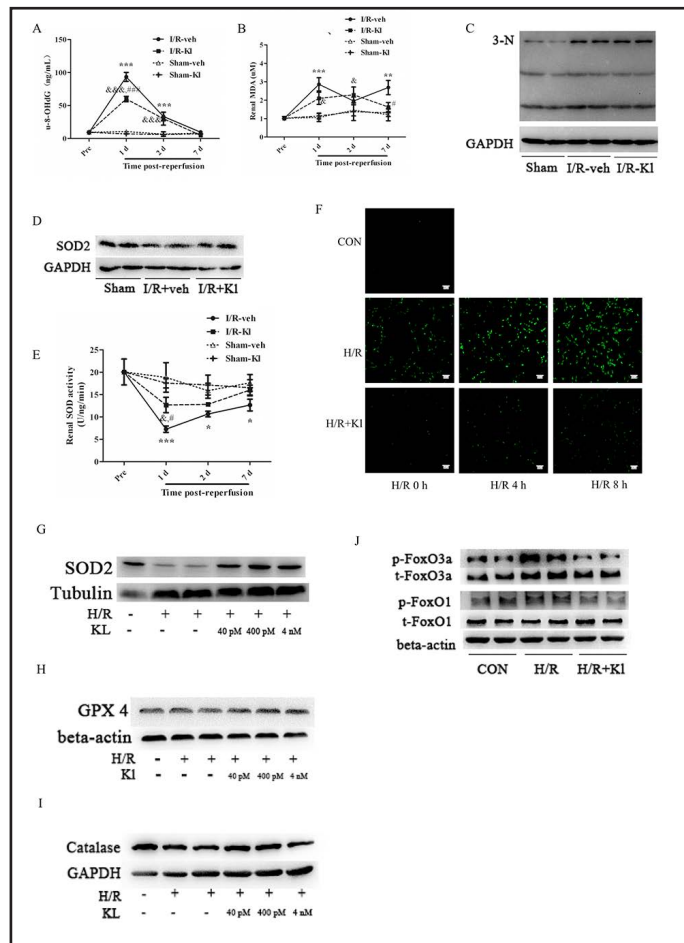 A
I/R-veh
I/R-Kl
Sham-veh
Sham-Kl
u-8-OHdG (ng/mL)
100
75
50
25
0
***
&&&,###
***
&&&
Pre 1 d 2 d 7 d
Time post-reperfusion
B
I/R-veh
I/R-Kl
Sham-veh
Sham-Kl
Renal MDA(uM)
4
3
2
1
0
***
&
**
&
#
Pre 1 d 2 d 7 d
Time post-reperfusion
C
3-N
GAPDH
Sham I/R-veh I/R-Kl
D
SOD2
GAPDH
Sham I/R+veh I/R+Kl
E
I/R-veh
I/R-Kl
Sham-veh
Sham-Kl
Renal SOD activity
(U/ng/min)
25
20
15
10
5
0
&,#
***
*
*
Pre 1 d 2 d 7 d
Time post-reperfusion
F
CON
H/R
H/R+Kl
H/R 0 h H/R 4 h H/R 8 h
G
SOD2
Tubulin
H/R - + + + + +
KL - - - 40 pM 400 pM 4 nM
H
GPX 4
beta-actin
H/R - + + + + +
Kl - - - 40 pM 400 pM 4 nM
I
Catalase
GAPDH
H/R - + + + + +
KL - - - 40 pM 400 pM 4 nM
J
p-FoxO3a
t-FoxO3a
p-FoxO1
t-FoxO1
beta-actin
CON H/R H/R+Kl